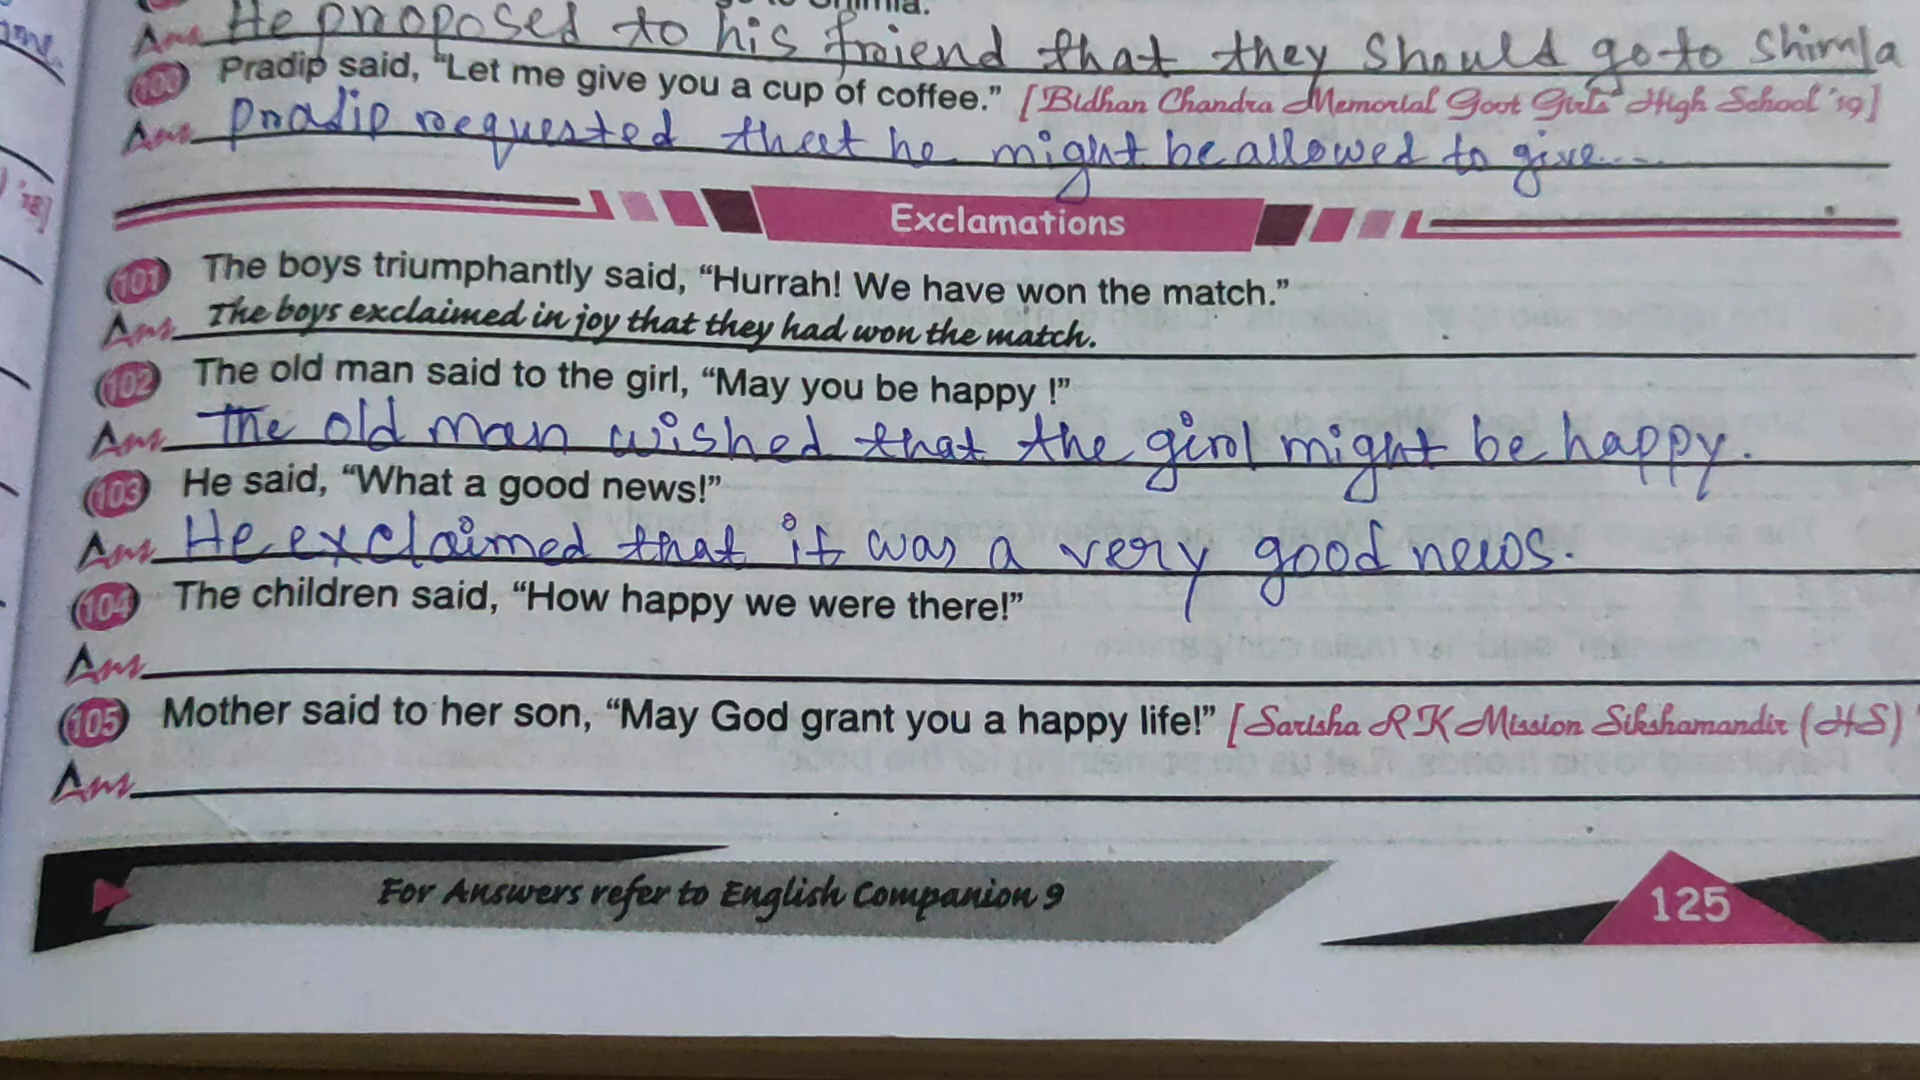 Shimla.
Ans He proposed to his friend that they should go to Shimla
100 Pradip said, "Let me give you a cup of coffee." [Bidhan Chandra Memorial Govt Girls' High School '19]
Ans pradip requested that he might be allowed to give....
Exclamations
101 The boys triumphantly said, “Hurrah! We have won the match.”
Ans The boys exclaimed in joy that they had won the match.
102 The old man said to the girl, “May you be happy !”
Ans The old man wished that the girl might be happy.
103 He said, “What a good news!”
Ans He exclaimed that it was a very good news.
104 The children said, “How happy we were there!”
Ans
105 Mother said to her son, “May God grant you a happy life!” [Sarisha R K Mission Sikshamandir (HS)
Ans
For Answers refer to English Companion 9
125